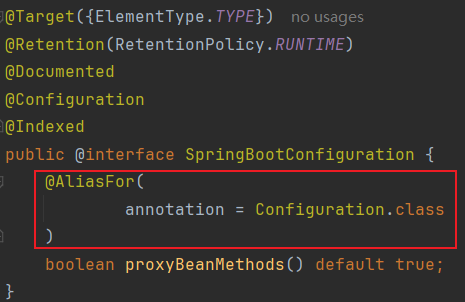 @Target({ElementType.TYPE}) no usages
@Retention(RetentionPolicy.RUNTIME)
@Documented
@Configuration
@Indexed
public @interface SpringBootConfiguration {
    @AliasFor(
            annotation = Configuration.class
    )
    boolean proxyBeanMethods() default true;
}